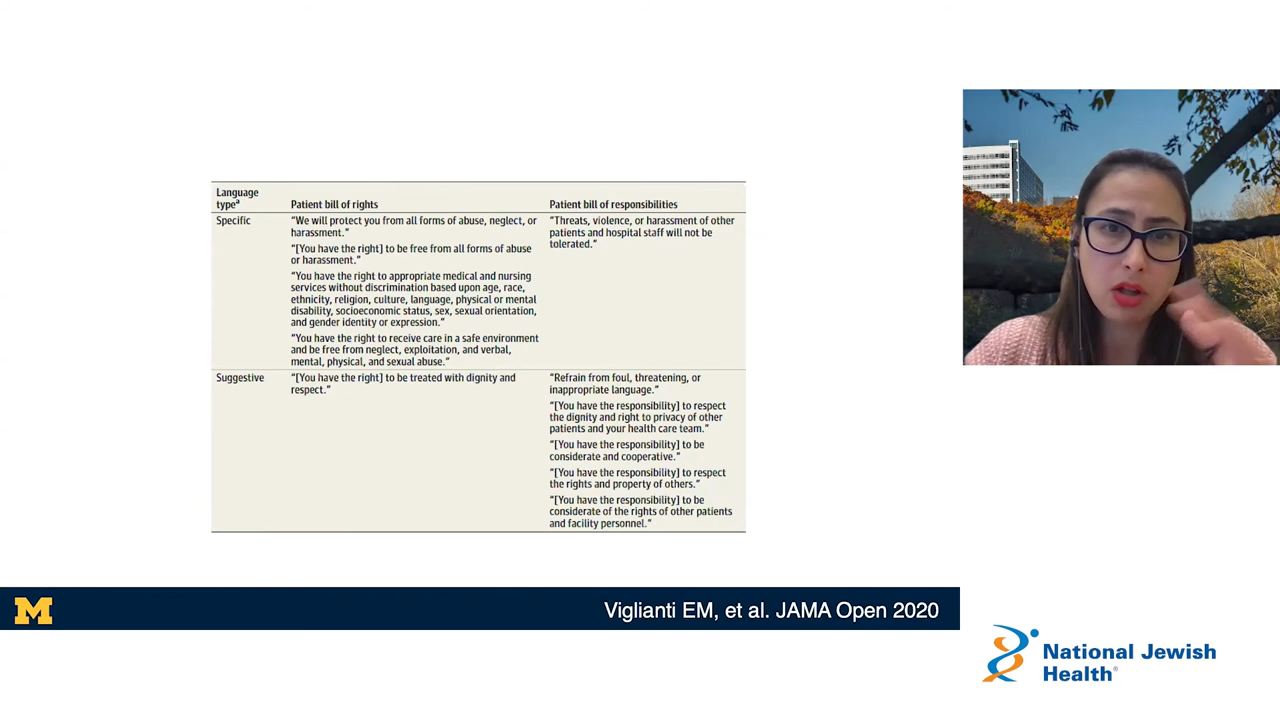 Language
typeª
Patient bill of rights
Patient bill of responsibilities
Specific
“We will protect you from all forms of abuse, neglect, or
harassment.”
“[You have the right] to be free from all forms of abuse
or harassment.”
“You have the right to appropriate medical and nursing
services without discrimination based upon age, race,
ethnicity, religion, culture, language, physical or mental
disability, socioeconomic status, sex, sexual orientation,
and gender identity or expression.”
“You have the right to receive care in a safe environment
and be free from neglect, exploitation, and verbal,
mental, physical, and sexual abuse.”
“Threats, violence, or harassment of other
patients and hospital staff will not be
tolerated.”
Suggestive
“[You have the right] to be treated with dignity and
respect.”
“Refrain from foul, threatening, or
inappropriate language.”
“[You have the responsibility] to respect
the dignity and right to privacy of other
patients and your health care team.”
“[You have the responsibility] to be
considerate and cooperative.”
“[You have the responsibility] to respect
the rights and property of others.”
“[You have the responsibility] to be
considerate of the rights of other patients
and facility personnel.”
M
Viglianti EM, et al. JAMA Open 2020
National Jewish
Health®